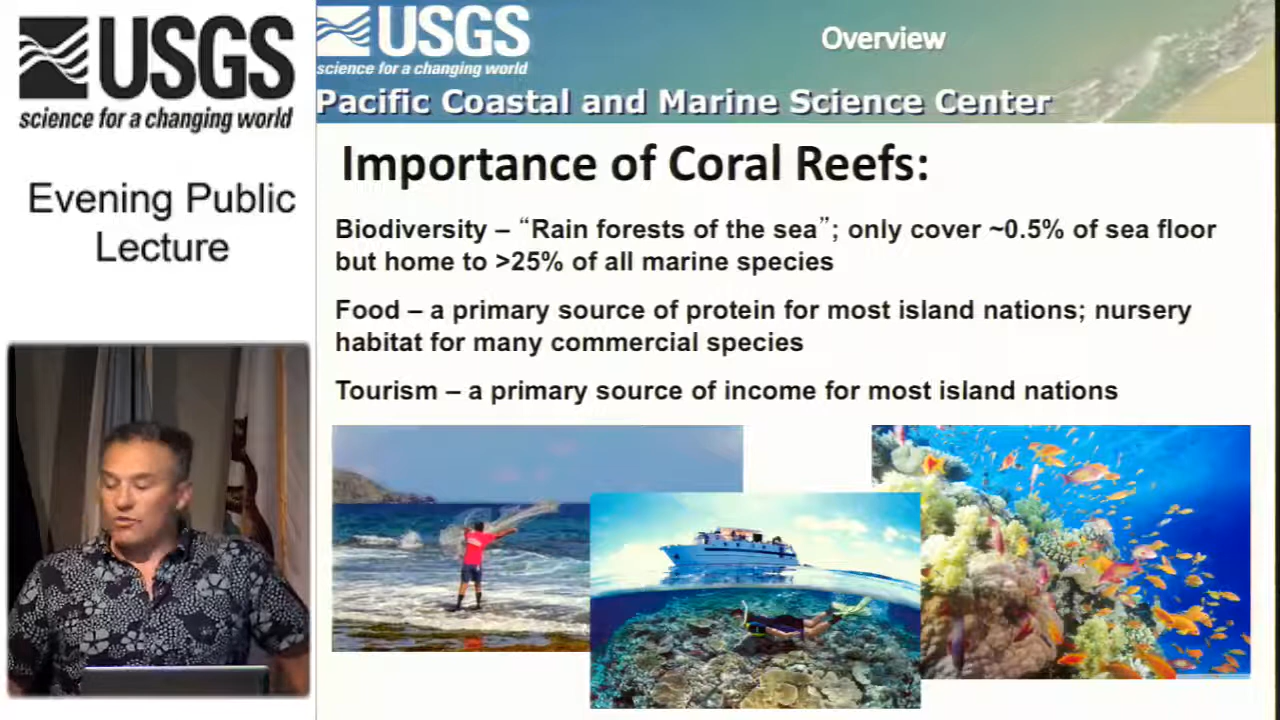 USGS
science for a changing world
Evening Public
Lecture
USGS
science for a changing world
Overview
Pacific Coastal and Marine Science Center
Importance of Coral Reefs:
Biodiversity – “Rain forests of the sea”; only cover ~0.5% of sea floor
but home to >25% of all marine species
Food – a primary source of protein for most island nations; nursery
habitat for many commercial species
Tourism – a primary source of income for most island nations